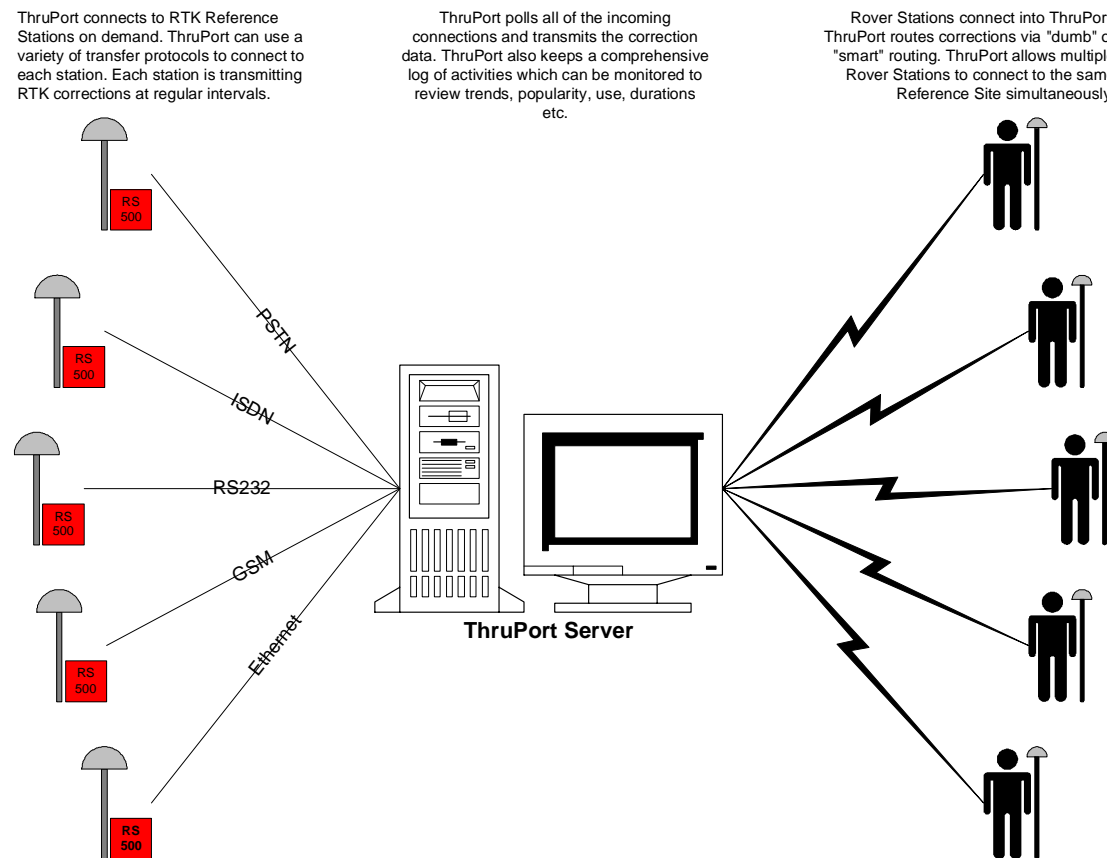 ThruPort connects to RTK Reference
Stations on demand. ThruPort can use a
variety of transfer protocols to connect to
each station. Each station is transmitting
RTK corrections at regular intervals.
ThruPort polls all of the incoming
connections and transmits the correction
data. ThruPort also keeps a comprehensive
log of activities which can be monitored to
review trends, popularity, use, durations
etc.
Rover Stations connect into ThruPor
ThruPort routes corrections via "dumb"
"smart" routing. ThruPort allows multiple
Rover Stations to connect to the sam
Reference Site simultaneously
RS
500
PSTN
RS
500
ISDN
RS
500
RS232
RS
500
GSM
RS
500
Ethernet
ThruPort Server